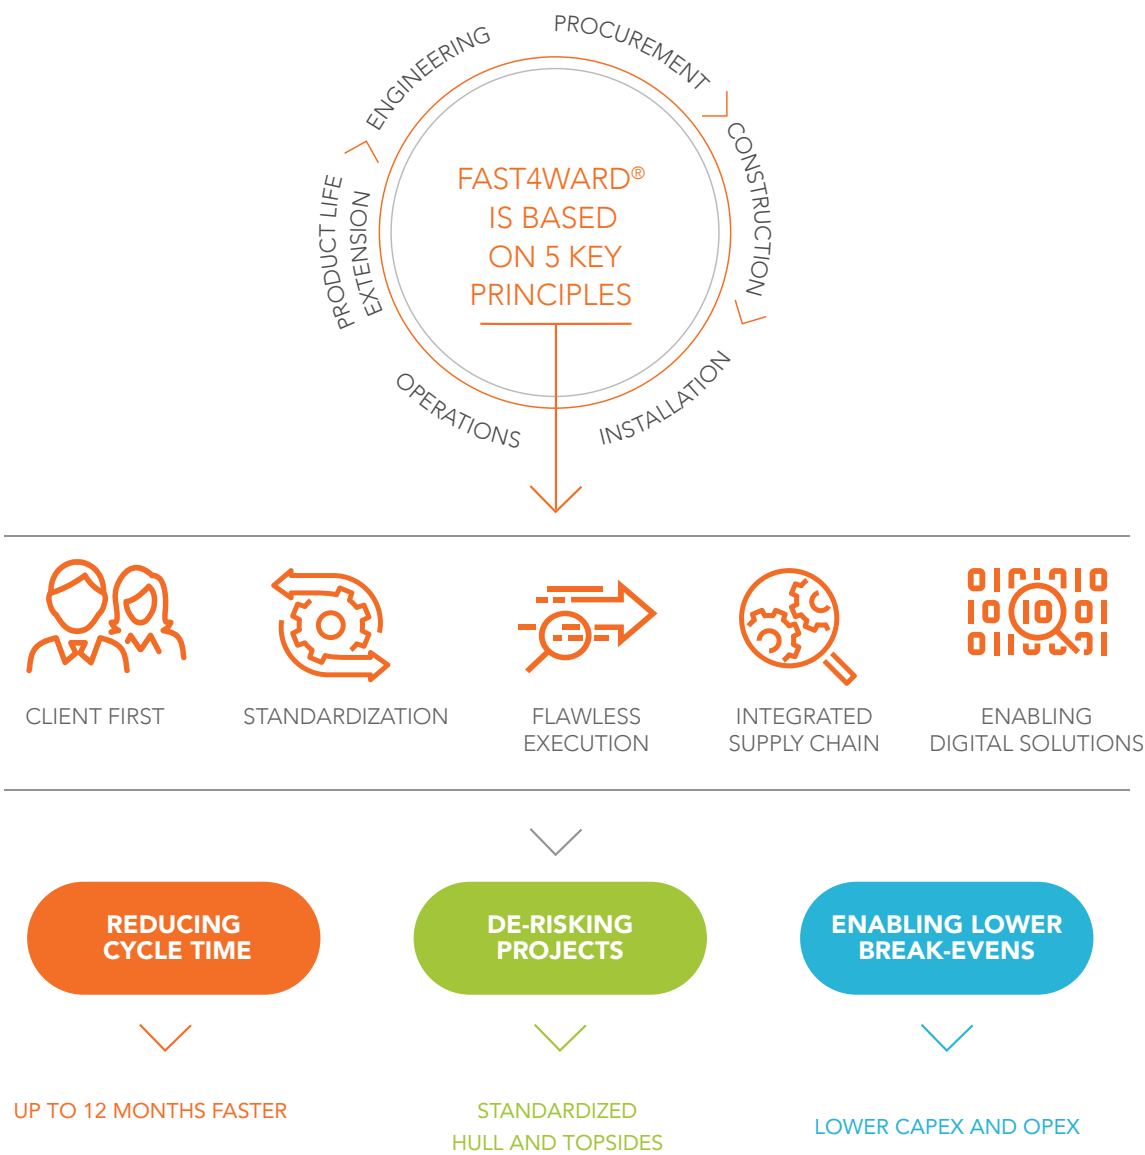 ENGINEERING
PROCUREMENT
CONSTRUCTION
INSTALLATION
OPERATIONS
PRODUCT LIFE
EXTENSION
FAST4WARD®
IS BASED
ON 5 KEY
PRINCIPLES
CLIENT FIRST
STANDARDIZATION
FLAWLESS
EXECUTION
INTEGRATED
SUPPLY CHAIN
10
ENABLING
DIGITAL SOLUTIONS
REDUCING
CYCLE TIME
DE-RISKING
PROJECTS
ENABLING LOWER
BREAK-EVENS
UP TO 12 MONTHS FASTER
STANDARDIZED
HULL AND TOPSIDES
LOWER CAPEX AND OPEX